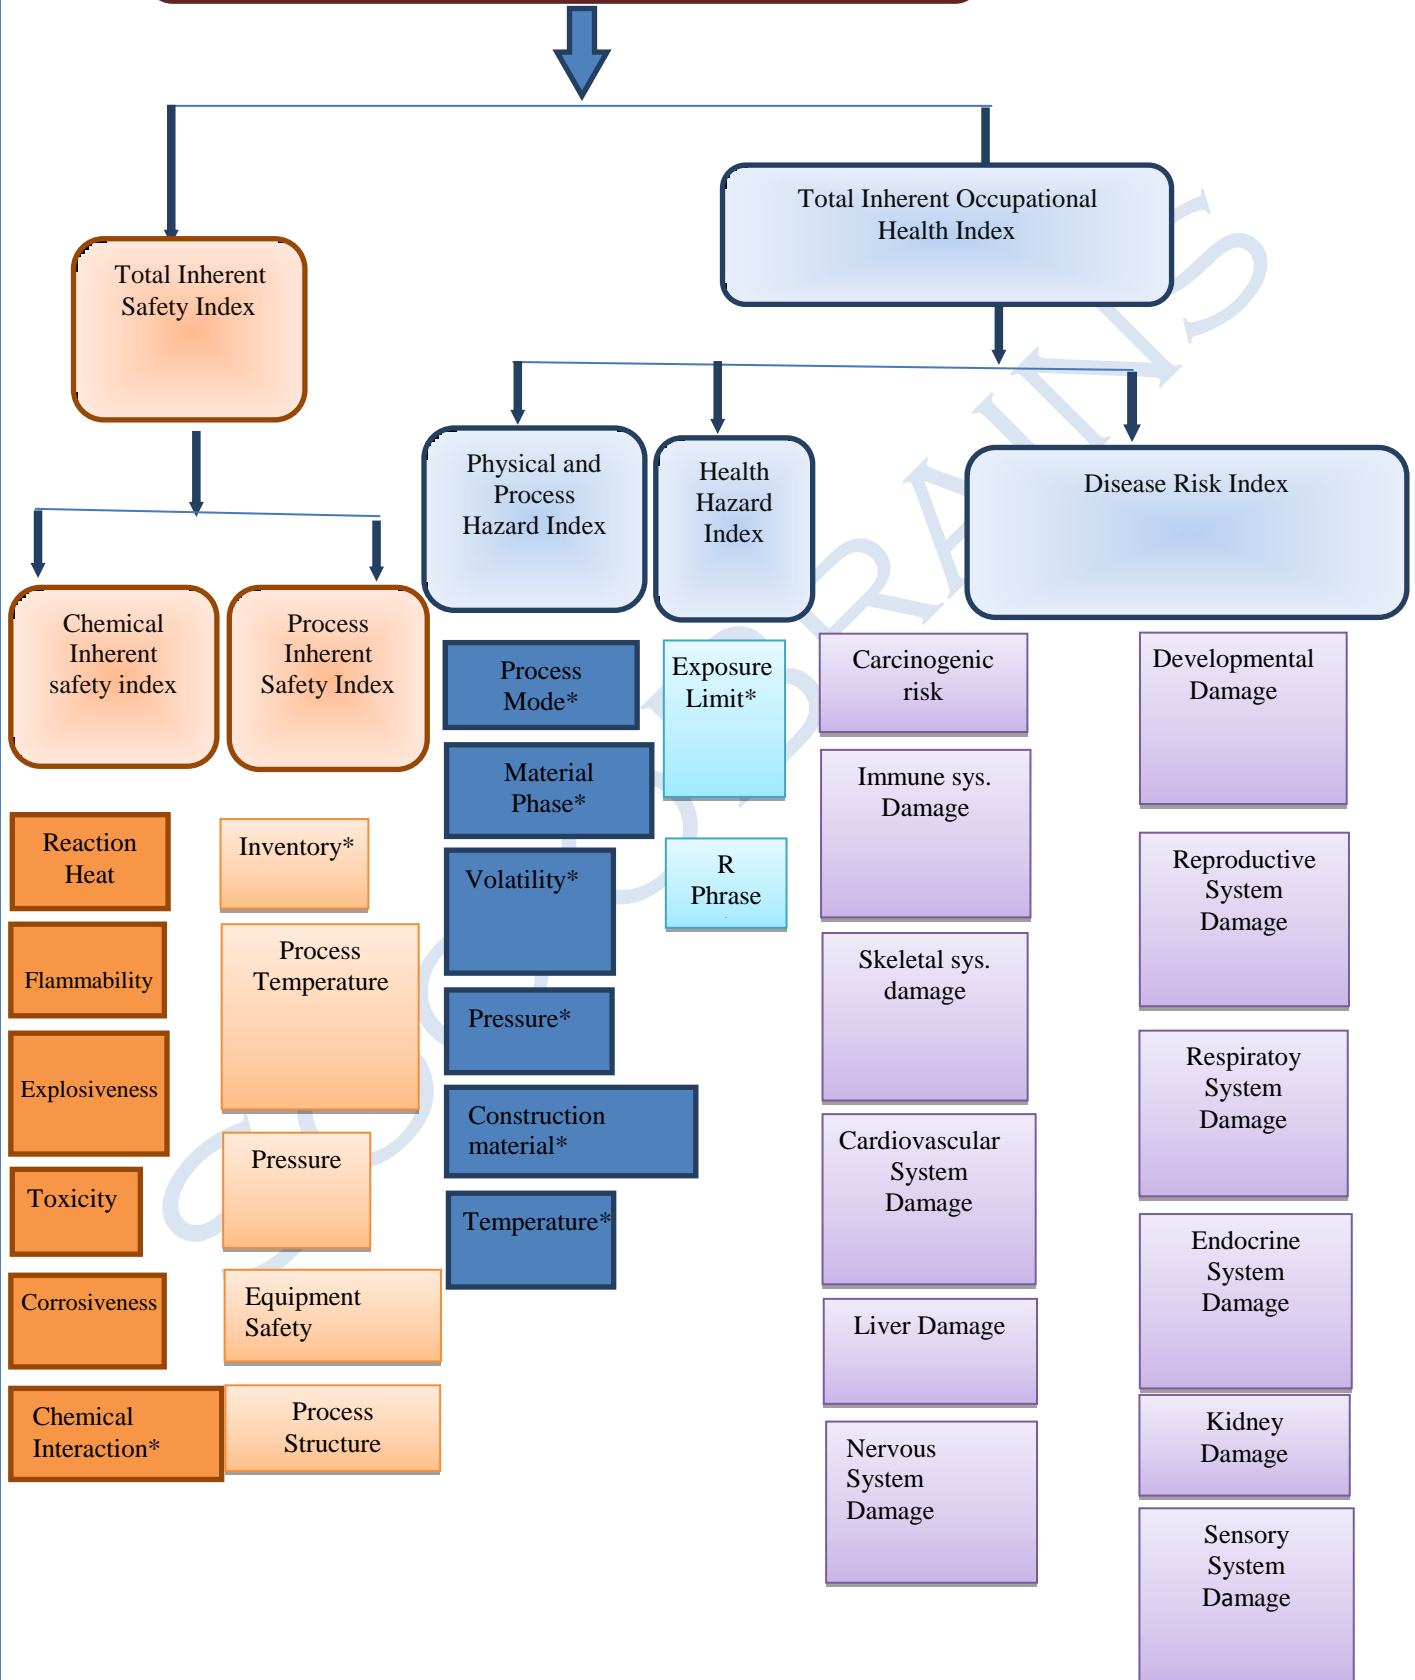 Total Inherent Occupational
Health Index
Total Inherent
Safety Index
Physical and
Process
Hazard Index
Health
Hazard
Index
Disease Risk Index
Chemical
Inherent
safety index
Process
Inherent
Safety Index
Reaction
Heat
Flammability
Explosiveness
Toxicity
Corrosiveness
Chemical
Interaction*
Inventory*
Process
Temperature
Pressure
Equipment
Safety
Process
Structure
Process
Mode*
Material
Phase*
Volatility*
Pressure*
Construction
material*
Temperature*
Exposure
Limit*
R
Phrase
Carcinogenic
risk
Immune sys.
Damage
Skeletal sys.
damage
Cardiovascular
System
Damage
Liver Damage
Nervous
System
Damage
Developmental
Damage
Reproductive
System
Damage
Respiratoy
System
Damage
Endocrine
System
Damage
Kidney
Damage
Sensory
System
Damage